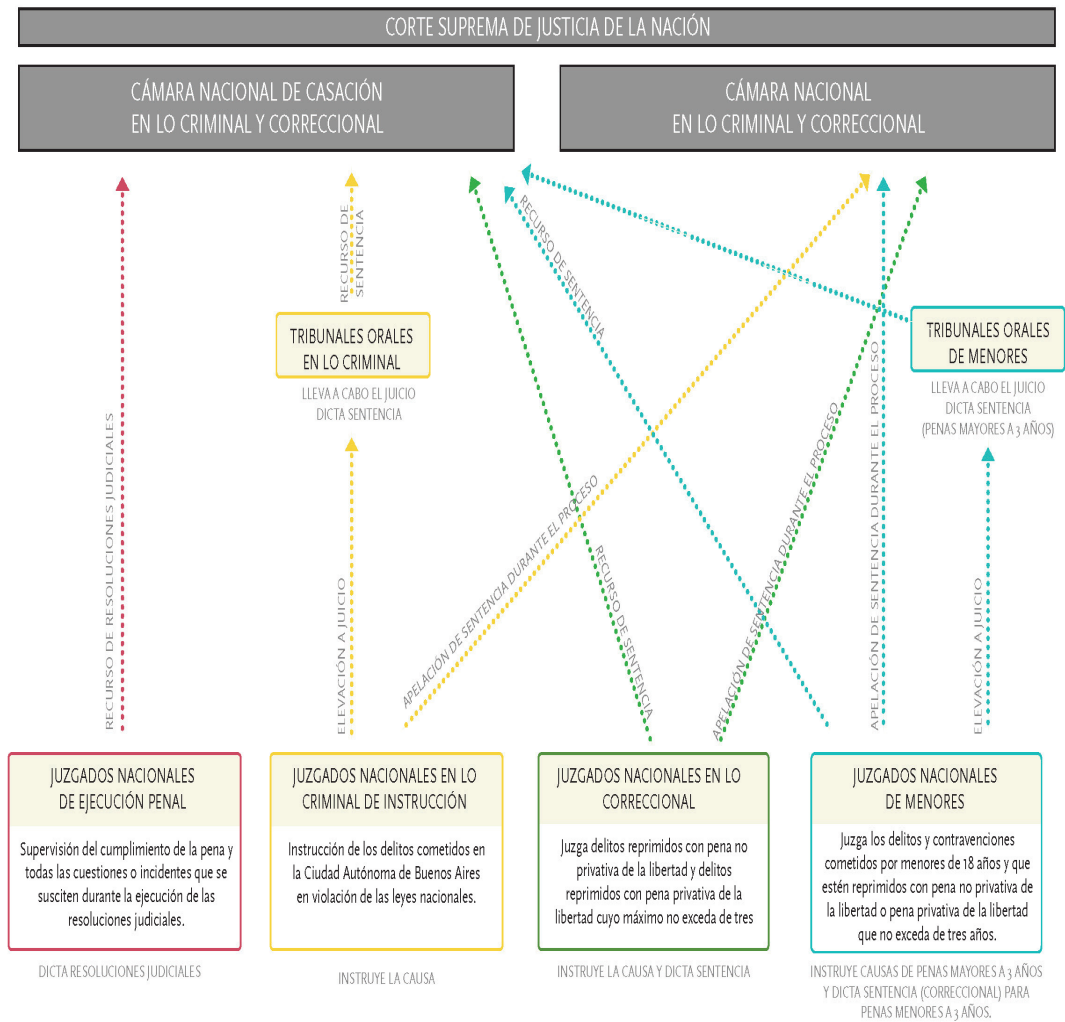 CORTE SUPREMA DE JUSTICIA DE LA NACIÓN
CÁMARA NACIONAL DE CASACIÓN
EN LO CRIMINAL Y CORRECCIONAL
CÁMARA NACIONAL
EN LO CRIMINAL Y CORRECCIONAL
RECURSO DE
SENTENCIA
RECURSO DE SENTENCIA
TRIBUNALES ORALES
EN LO CRIMINAL
LLEVA A CABO EL JUICIO
DICTA SENTENCIA
TRIBUNALES ORALES
DE MENORES
LLEVA A CABO EL JUICIO
DICTA SENTENCIA
(PENAS MAYORES A 3 AÑOS)
RECURSO DE RESOLUCIONES JUDICIALES
ELEVACIÓN A JUICIO
APELACIÓN DE SENTENCIA DURANTE EL PROCESO
RECURSO DE SENTENCIA
APELACIÓN DE SENTENCIA DURANTE EL PROCESO
APELACIÓN DE SENTENCIA DURANTE EL PROCESO
ELEVACIÓN A JUICIO
JUZGADOS NACIONALES
DE EJECUCIÓN PENAL
Supervisión del cumplimiento de la pena y
todas las cuestiones o incidentes que se
susciten durante la ejecución de las
resoluciones judiciales.
DICTA RESOLUCIONES JUDICIALES
JUZGADOS NACIONALES EN LO
CRIMINAL DE INSTRUCCIÓN
Instrucción de los delitos cometidos en
la Ciudad Autónoma de Buenos Aires
en violación de las leyes nacionales.
INSTRUYE LA CAUSA
JUZGADOS NACIONALES EN LO
CORRECCIONAL
Juzga delitos reprimidos con pena no
privativa de la libertad y delitos
reprimidos con pena privativa de la
libertad cuyo máximo no exceda de tres
INSTRUYE LA CAUSA Y DICTA SENTENCIA
JUZGADOS NACIONALES
DE MENORES
Juzga los delitos y contravenciones
cometidos por menores de 18 años y que
estén reprimidos con pena no privativa de
la libertad o pena privativa de la libertad
que no exceda de tres años.
INSTRUYE CAUSAS DE PENAS MAYORES A 3 AÑOS
Y DICTA SENTENCIA (CORRECCIONAL) PARA
PENAS MENORES A 3 AÑOS.